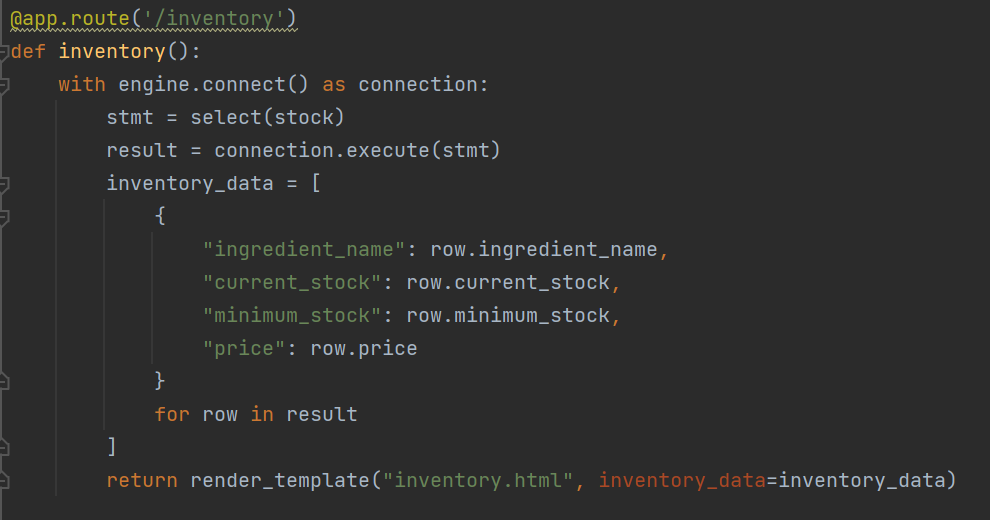 @app.route('/inventory')
def inventory():
    with engine.connect() as connection:
        stmt = select(stock)
        result = connection.execute(stmt)
        inventory_data = [
            {
                "ingredient_name": row.ingredient_name,
                "current_stock": row.current_stock,
                "minimum_stock": row.minimum_stock,
                "price": row.price
            }
            for row in result
        ]
        return render_template("inventory.html", inventory_data=inventory_data)